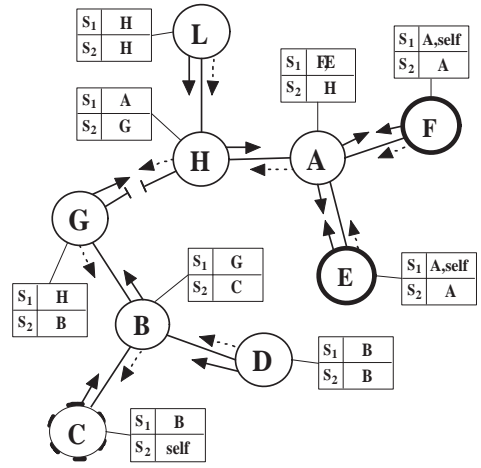 S1 H
S2 H
L
S1 A,self
S2 A
F
S1 F,E
S2 H
S1 A
S2 G
H
A
G
S1 G
S2 C
S1 A,self
S2 A
E
S1 H
S2 B
B
D
S1 B
S2 B
C
S1 B
S2 self